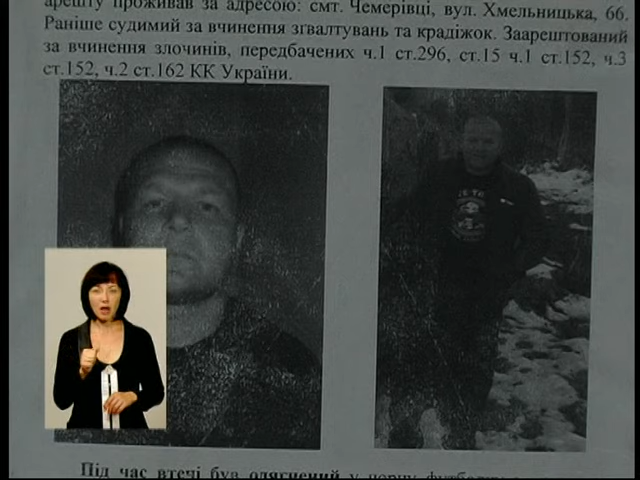 арешту проживав за адресою: смт. Чемерівці, вул. Хмельницька, 66.
Раніше судимий за вчинення зґвалтувань та крадіжок. Заарештований
за вчинення злочинів, передбачених ч.1 ст.296, ст.15 ч.1 ст.152, ч.3
ст.152, ч.2 ст.162 КК України.
Під час втечі був одягнений у чорну футболку